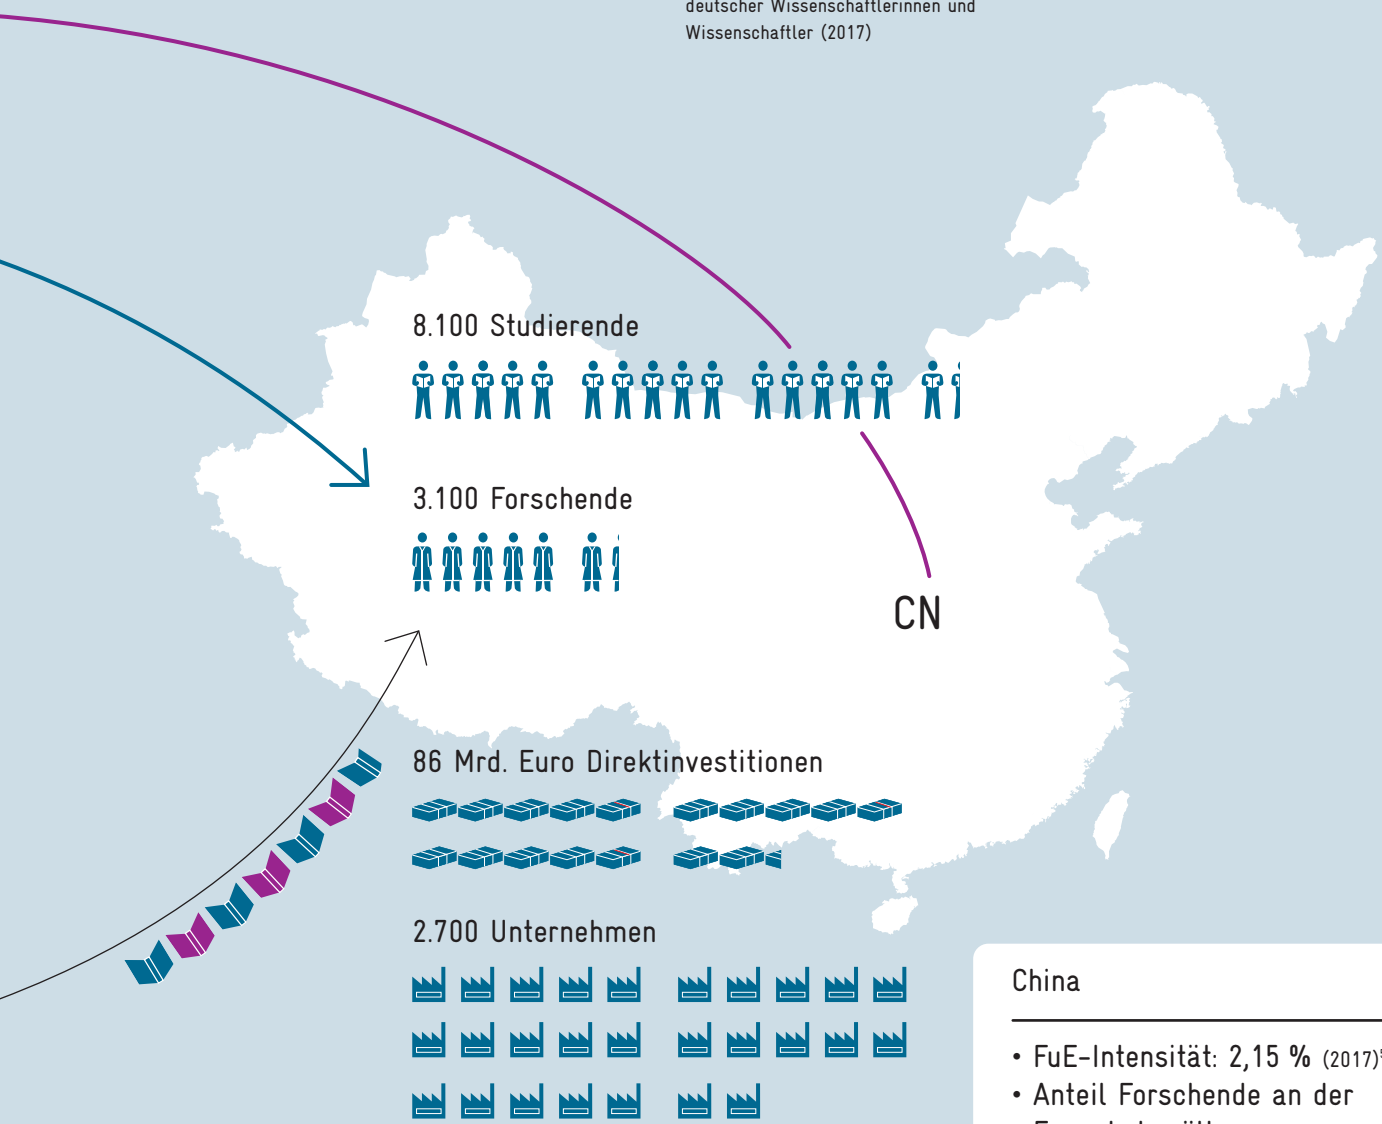 deutscher Wissenschaftlerinnen und
Wissenschaftler (2017)
8.100 Studierende
3.100 Forschende
CN
86 Mrd. Euro Direktinvestitionen
2.700 Unternehmen
China
• FuE-Intensität: 2,15 % (2017)
• Anteil Forschende an der